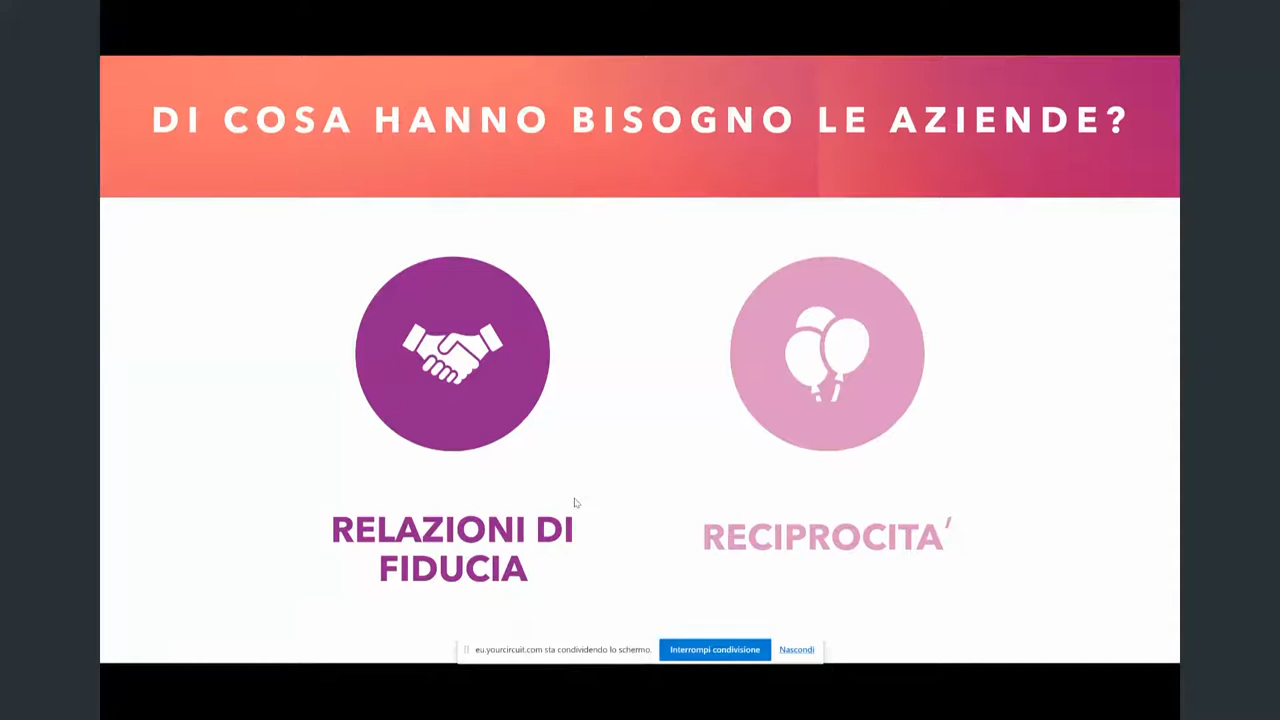 DI COSA HANNO BISOGNO LE AZIENDE?
RELAZIONI DI
FIDUCIA
RECIPROCITA'
eu.yourcircuit.com sta condividendo lo schermo. Interrompi condivisione Nascondi